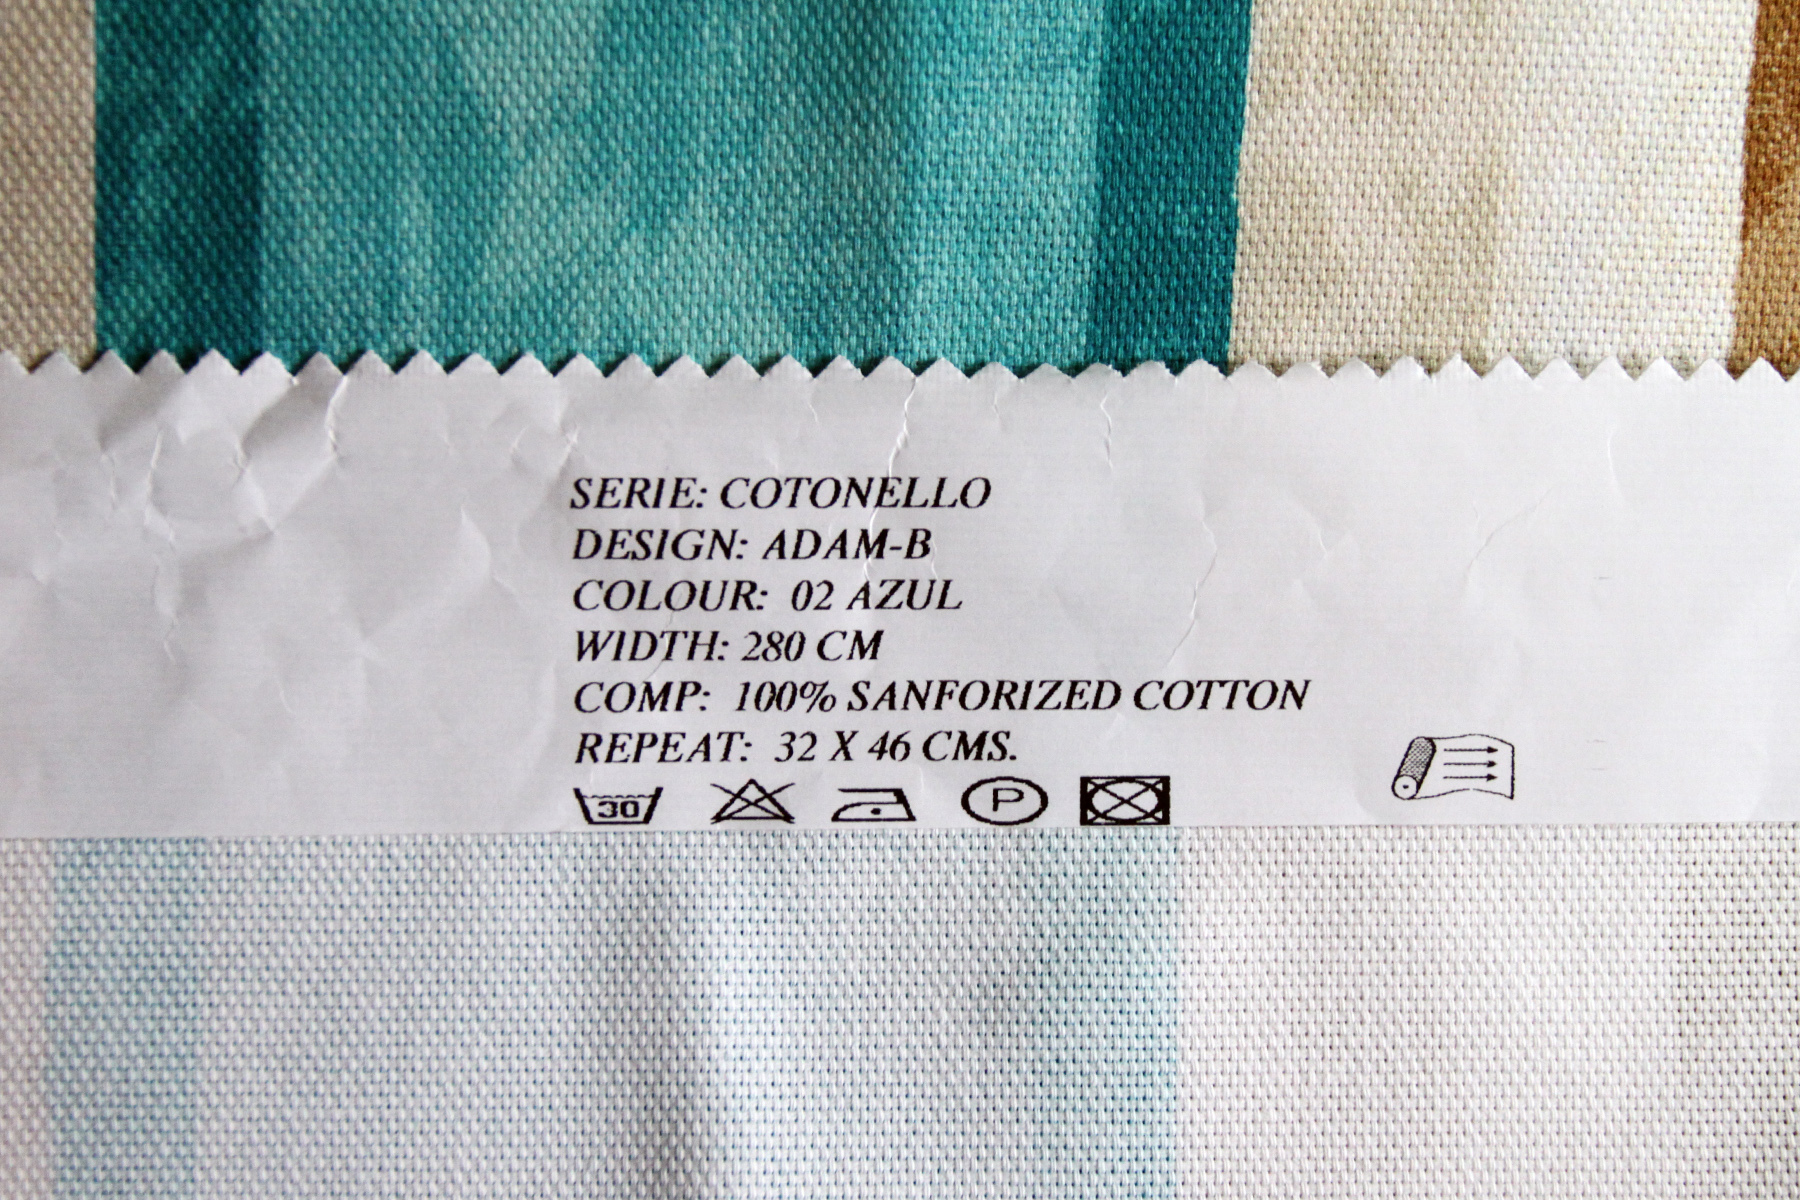 SERIE: COTONELLO
DESIGN: ADAM-B
COLOUR: 02 AZUL
WIDTH: 280 CM
COMP: 100% SANFORIZED COTTON
REPEAT: 32 X 46 CMS.
30 P